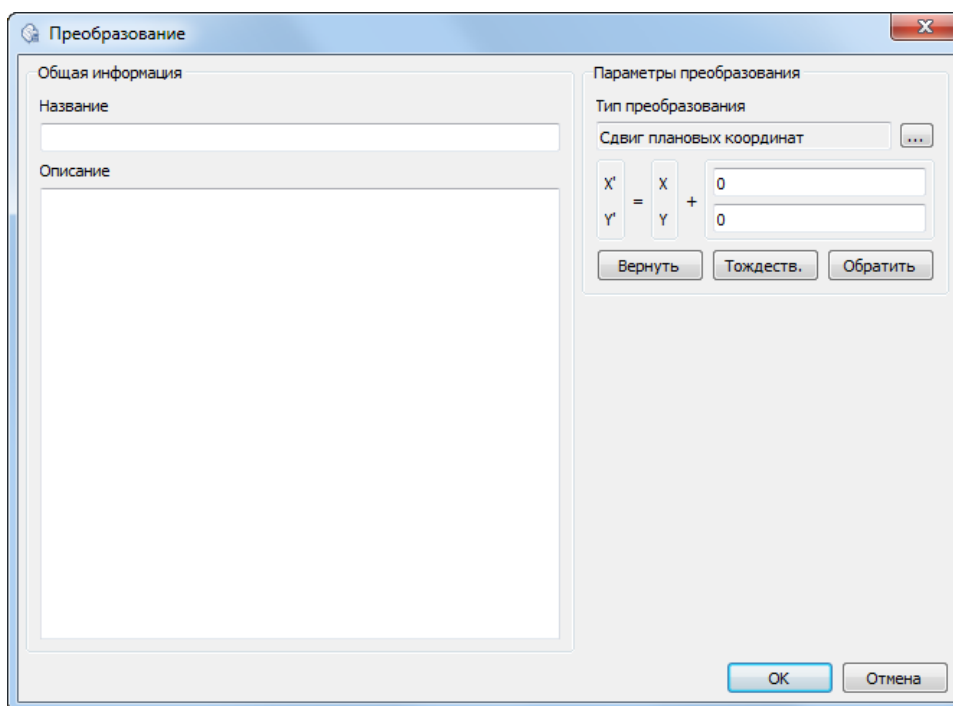 Преобразование
Общая информация
Название
Описание
Параметры преобразования
Тип преобразования
Сдвиг плановых координат
...
X' = X + 0
Y' Y 0
Вернуть Тождеств. Обратить
OK Отмена